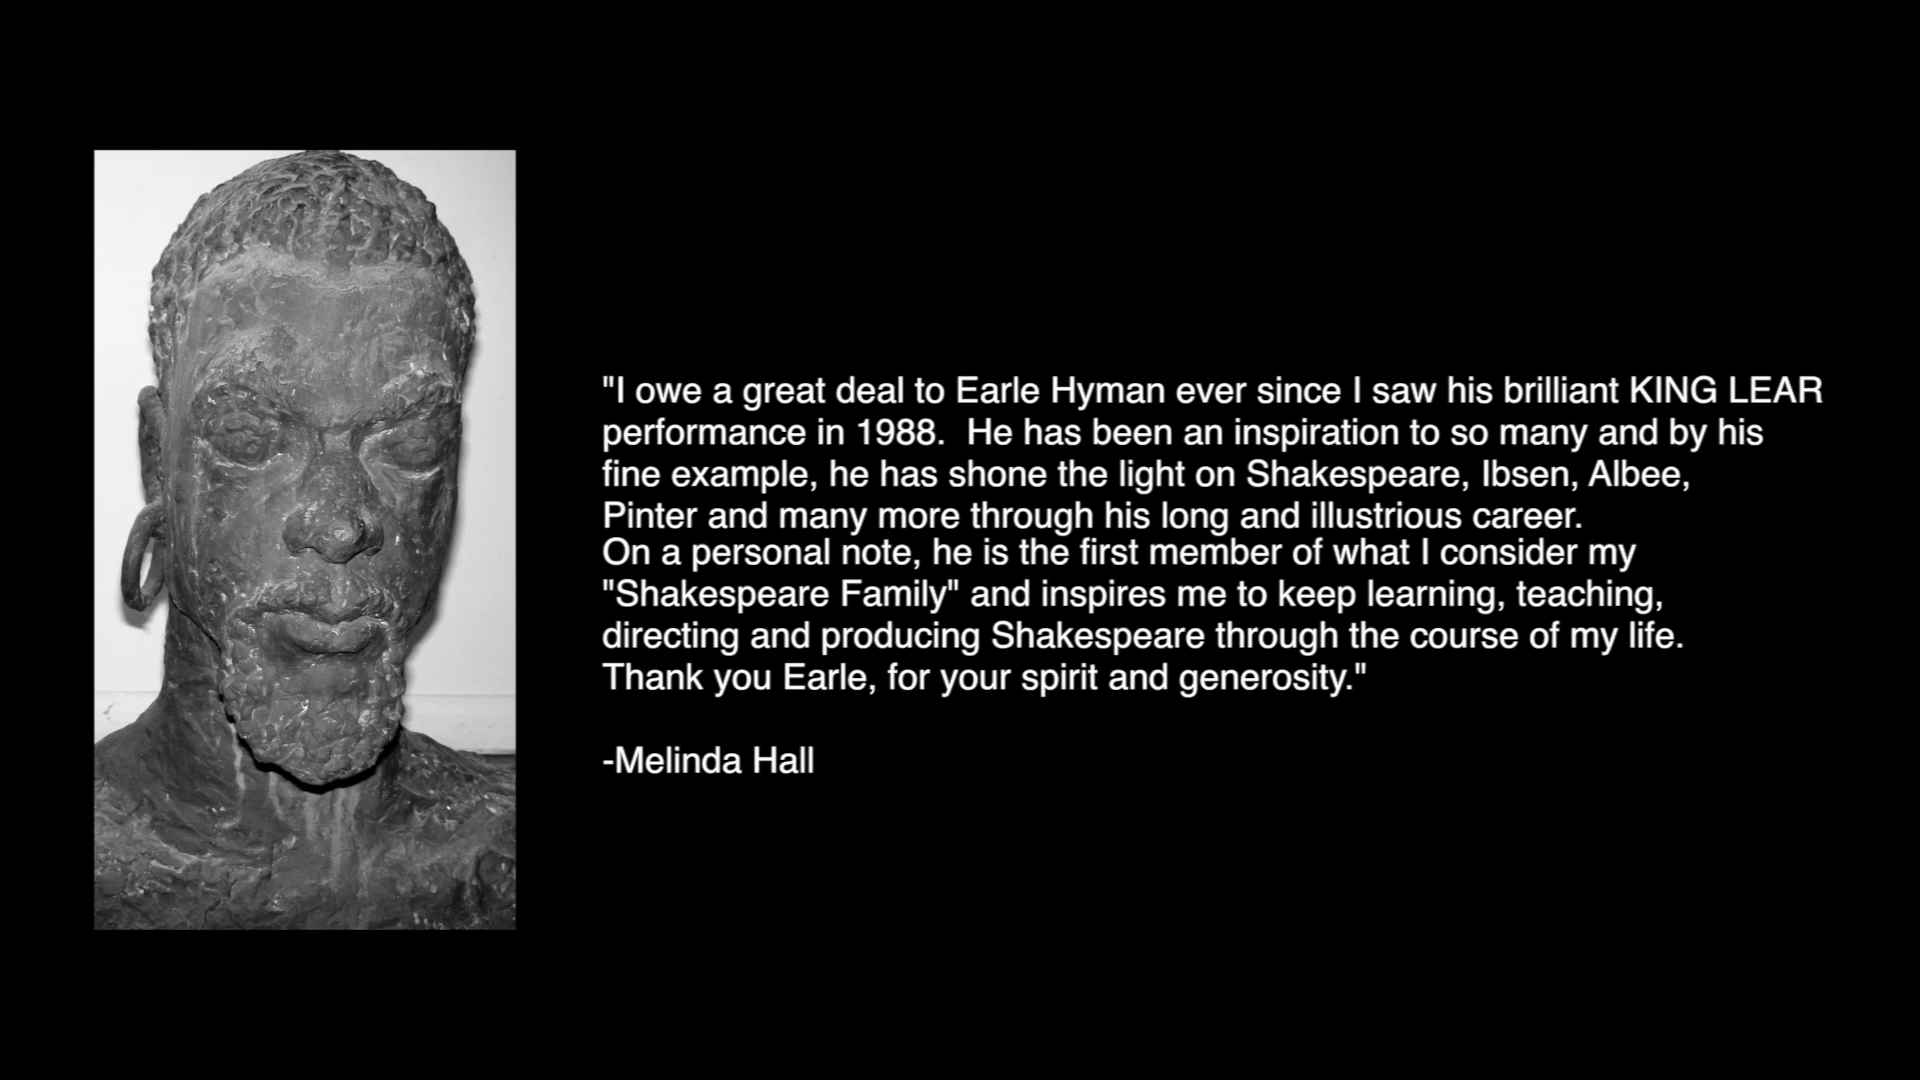 "I owe a great deal to Earle Hyman ever since I saw his brilliant KING LEAR
performance in 1988.  He has been an inspiration to so many and by his
fine example, he has shone the light on Shakespeare, Ibsen, Albee,
Pinter and many more through his long and illustrious career.
On a personal note, he is the first member of what I consider my
"Shakespeare Family" and inspires me to keep learning, teaching,
directing and producing Shakespeare through the course of my life.
Thank you Earle, for your spirit and generosity."
-Melinda Hall